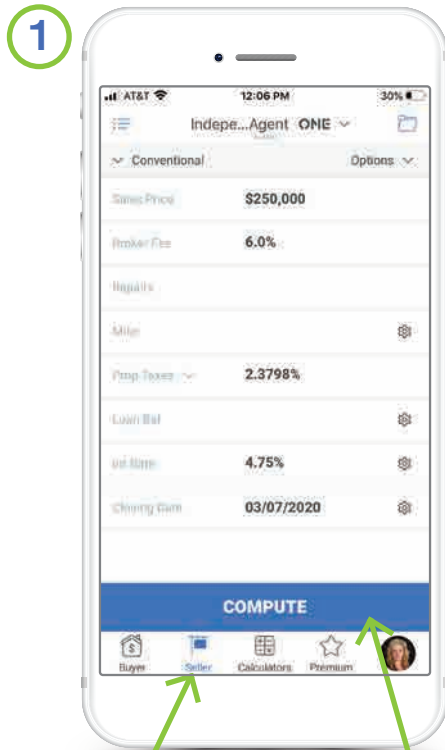 1
AT&T 12:06 PM 30%
Indepe...Agent ONE
Conventional Options
Sales Price $250,000
Broker Fee 6.0%
Repairs
Misc
Prop Taxes 2.3798%
Loan Bal
Int Rate 4.75%
Closing Date 03/07/2020
COMPUTE
Buyer Seller Calculators Premium